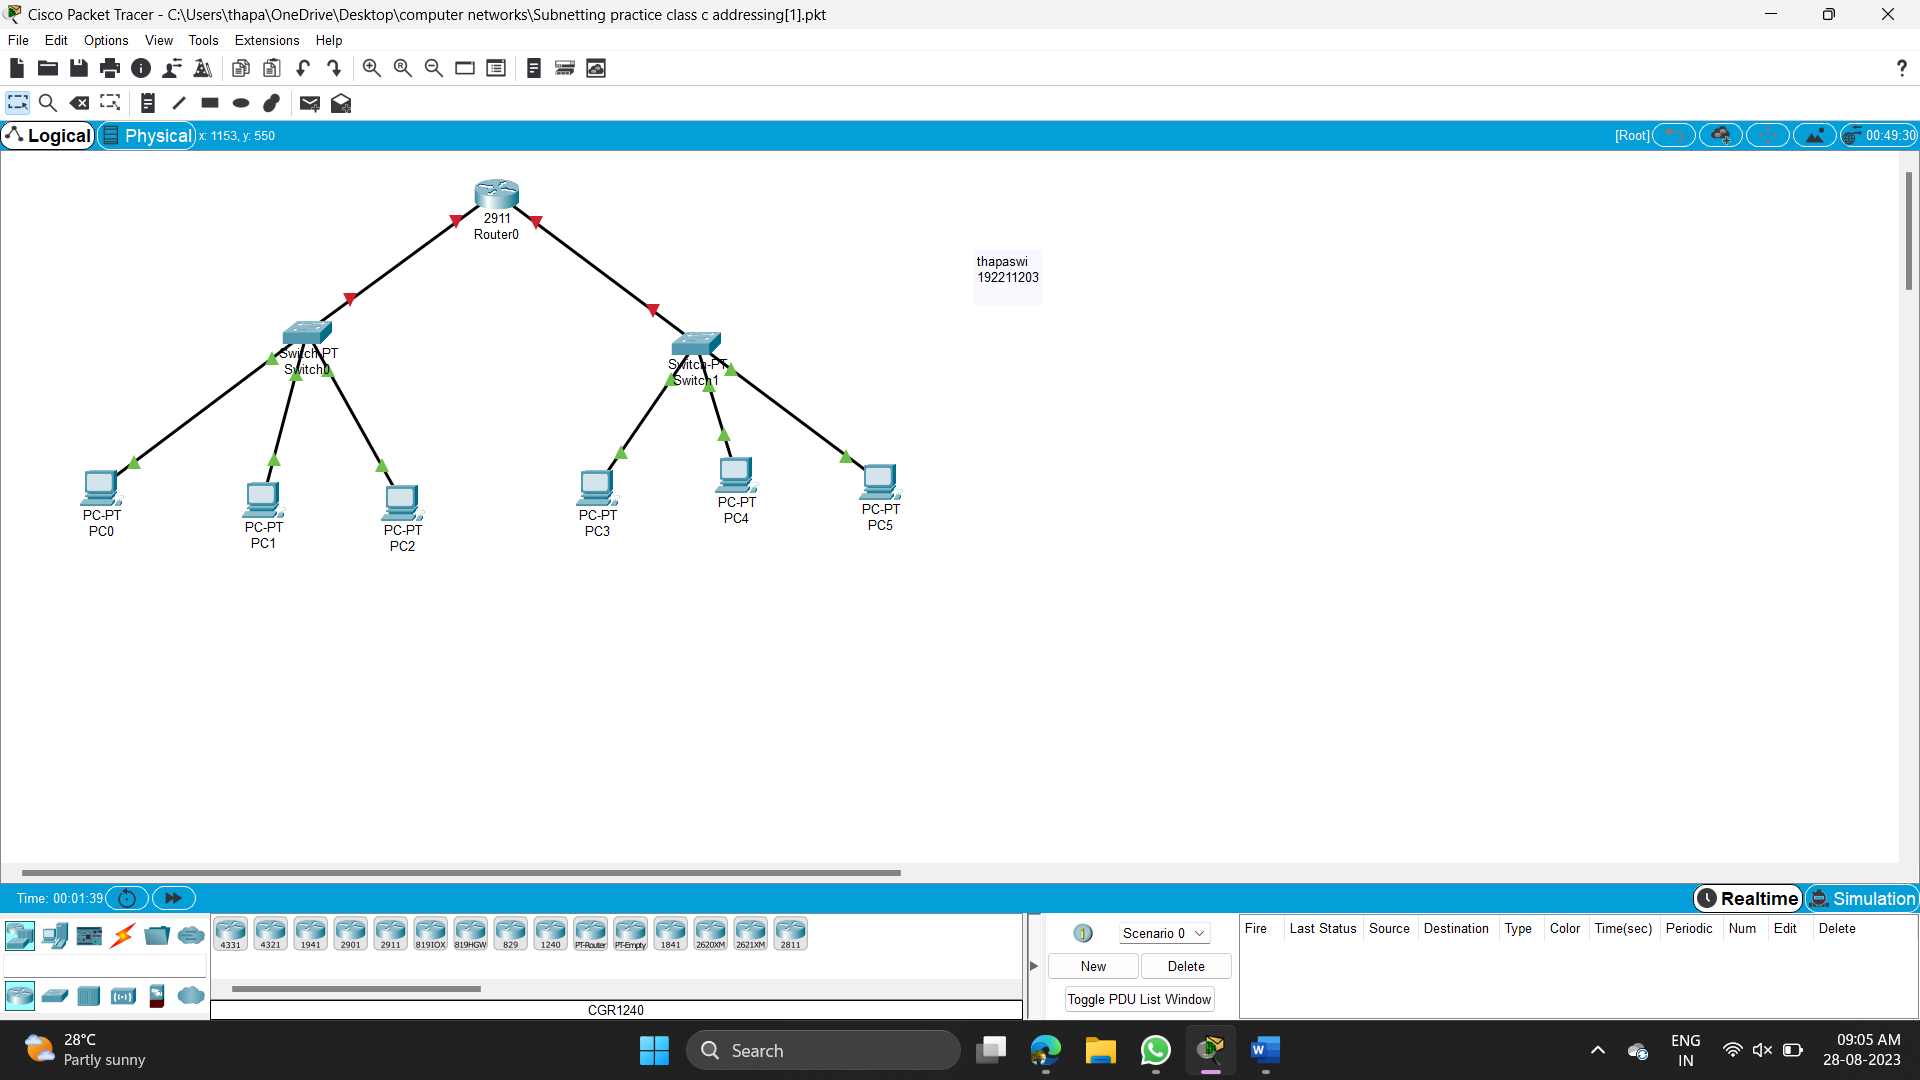 Cisco Packet Tracer - C:\Users\thapa\OneDrive\Desktop\computer networks\Subnetting practice class c addressing[1].pkt
File Edit Options View Tools Extensions Help
?
Logical Physical x: 1153, y: 550 [Root] 00:49:30
2911
Router0
thapaswi
192211203
Switch-PT
Switch0
Switch-PT
Switch1
PC-PT
PC0
PC-PT
PC1
PC-PT
PC2
PC-PT
PC3
PC-PT
PC4
PC-PT
PC5
Time: 00:01:39 Realtime Simulation
4331 4321 1941 2901 2911 819IOX 819HGW 829 1240 PT-Router PT-Empty 1841 2620XM 2621XM 2811
CGR1240
1 Scenario 0
New Delete
Toggle PDU List Window
Fire Last Status Source Destination Type Color Time(sec) Periodic Num Edit Delete
28°C
Partly sunny
Search
W
ENG
IN
09:05 AM
28-08-2023